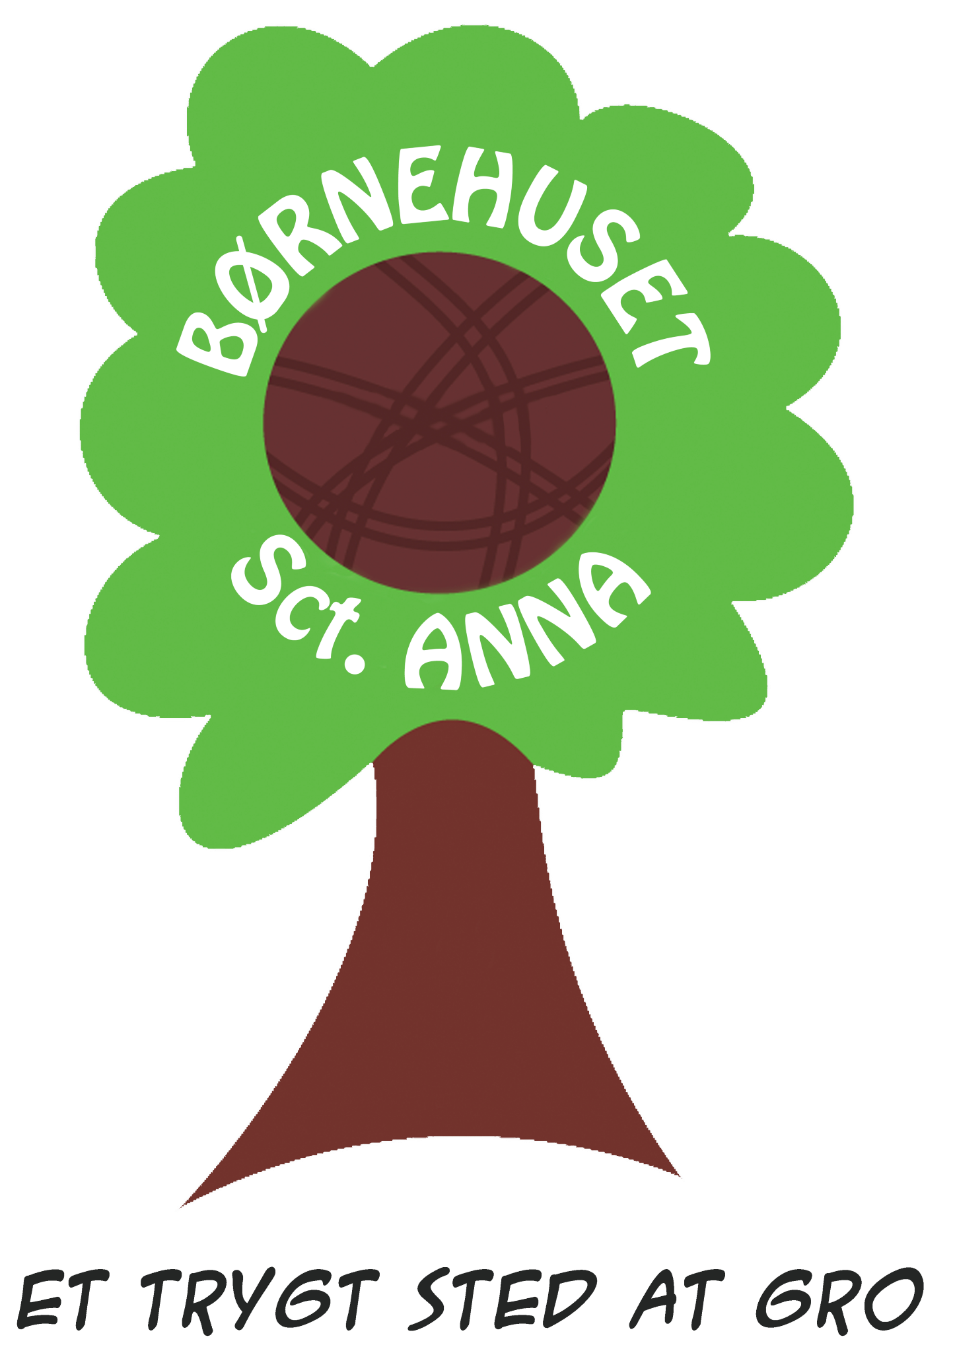 BØRNEHUSET
Sct. ANNA
ET TRYGT STED AT GRO